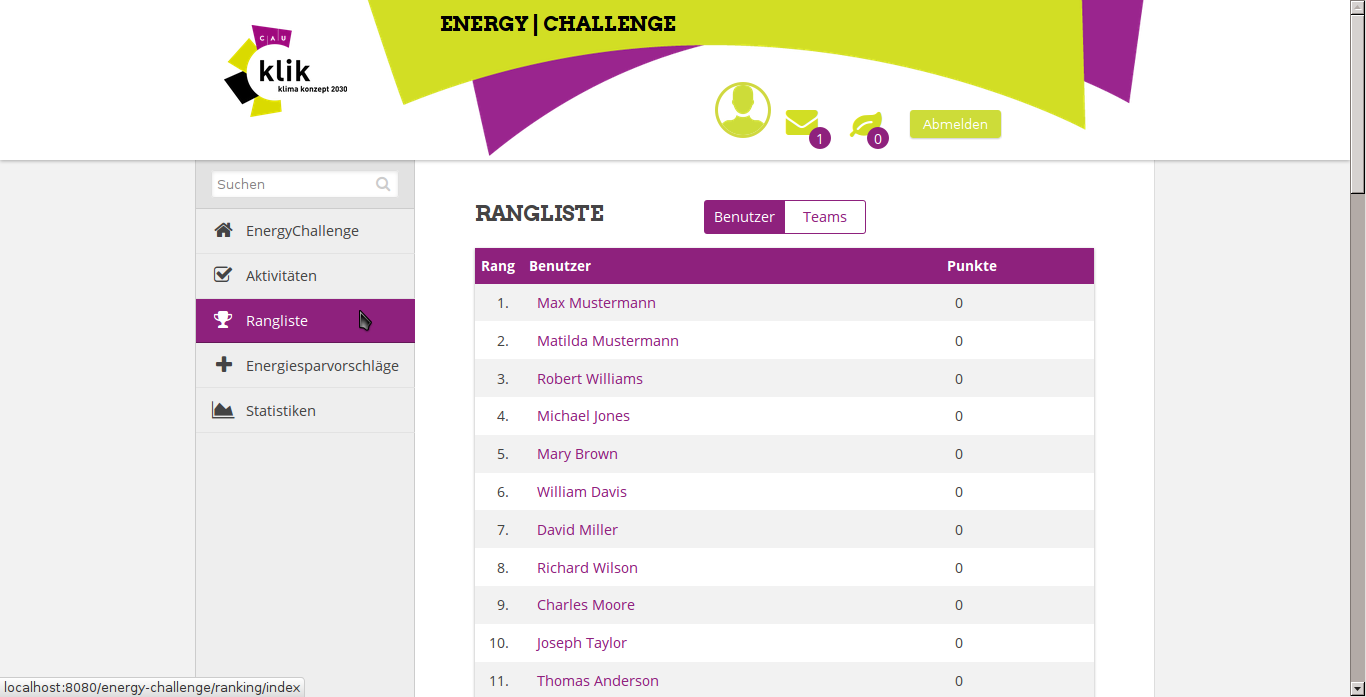 ENERGY | CHALLENGE
CAU
klik
klima konzept 2030
1
0
Abmelden
Suchen
EnergyChallenge
Aktivitäten
Rangliste
Energiesparvorschläge
Statistiken
RANGLISTE
Benutzer Teams
Rang Benutzer Punkte
1. Max Mustermann 0
2. Matilda Mustermann 0
3. Robert Williams 0
4. Michael Jones 0
5. Mary Brown 0
6. William Davis 0
7. David Miller 0
8. Richard Wilson 0
9. Charles Moore 0
10. Joseph Taylor 0
11. Thomas Anderson 0
localhost:8080/energy-challenge/ranking/index